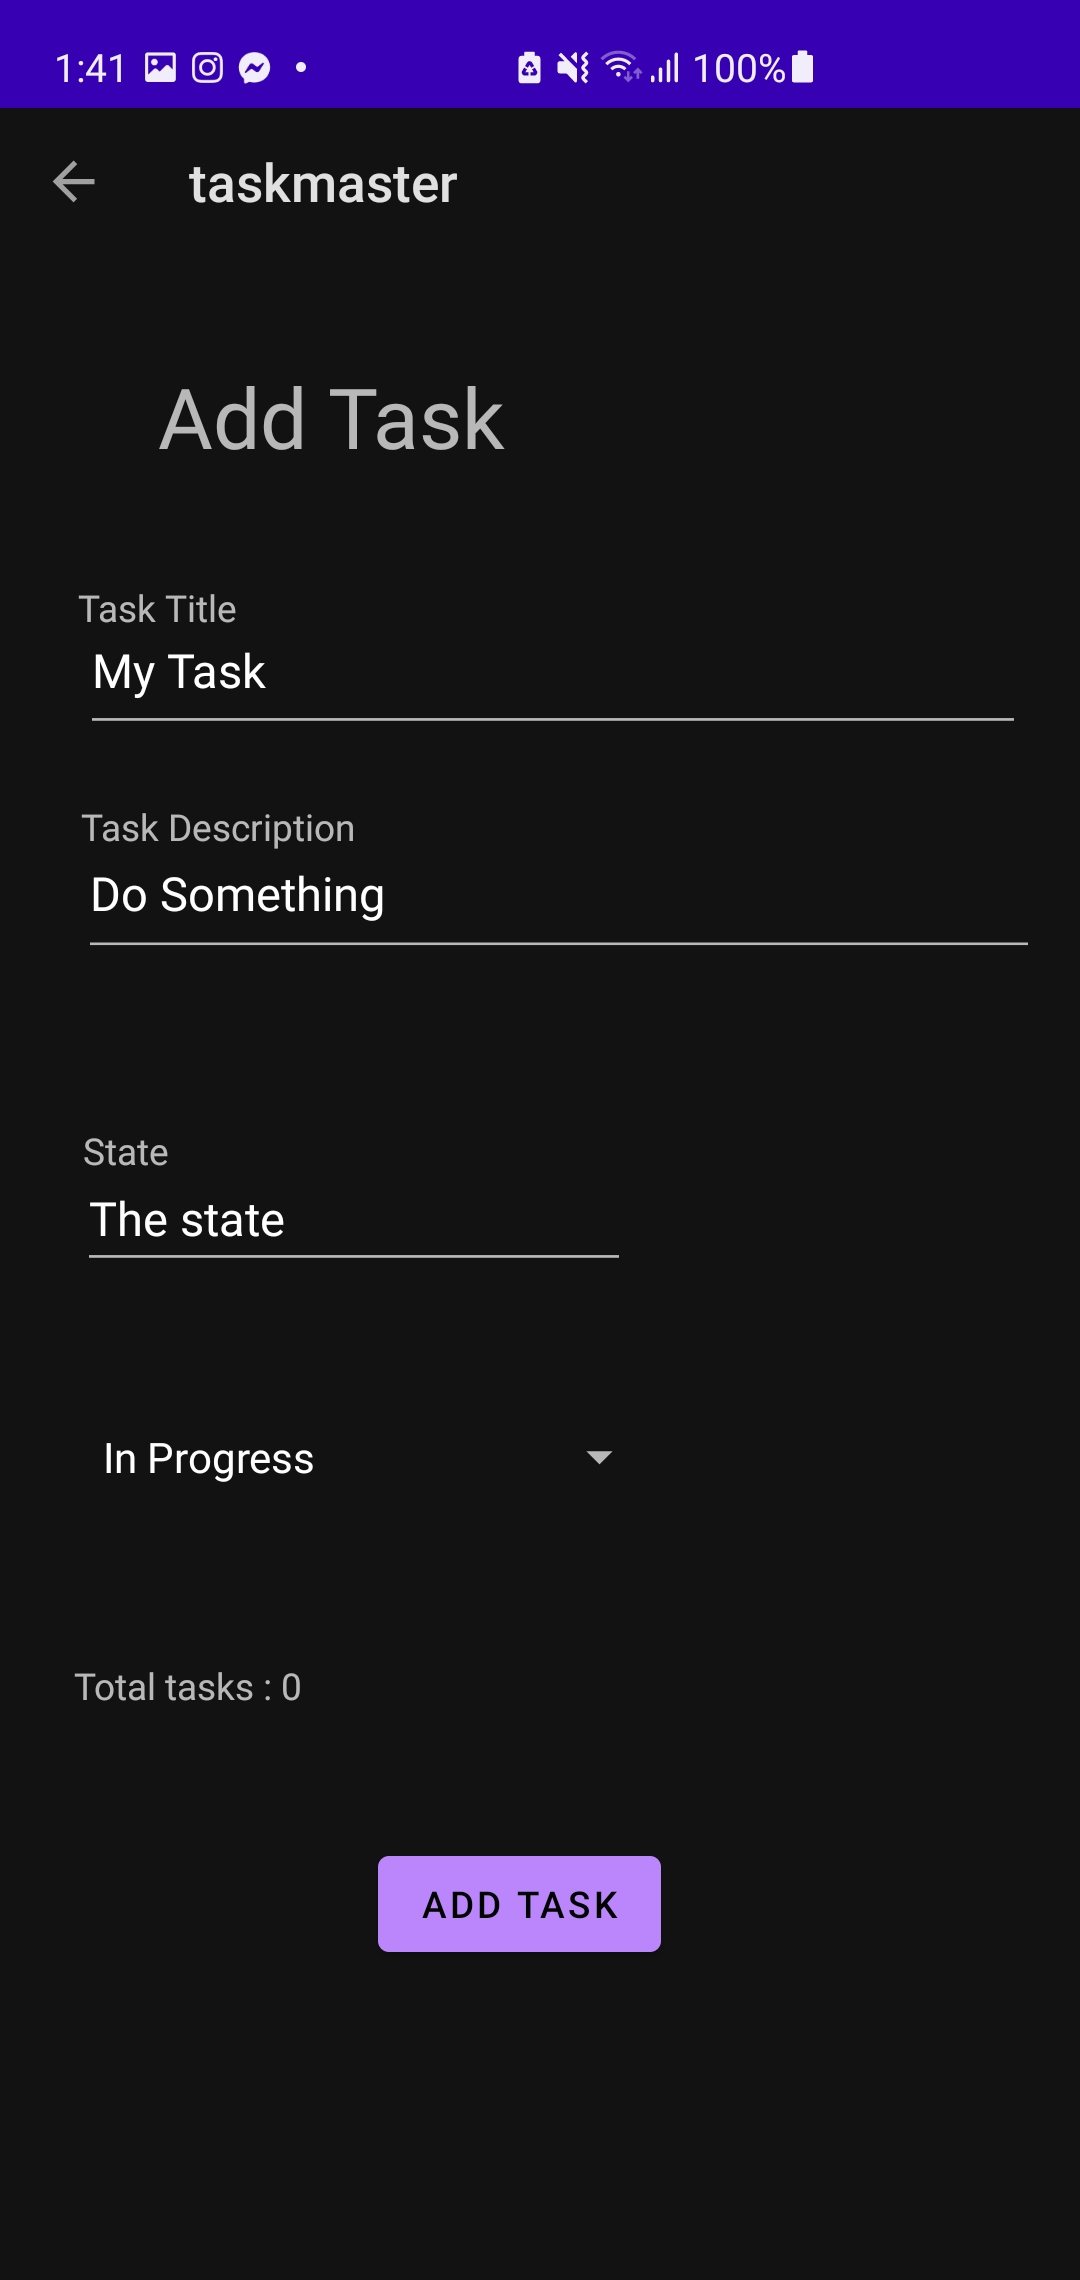 1:41 100%
taskmaster
Add Task
Task Title
My Task
Task Description
Do Something
State
The state
In Progress
Total tasks : 0
ADD TASK